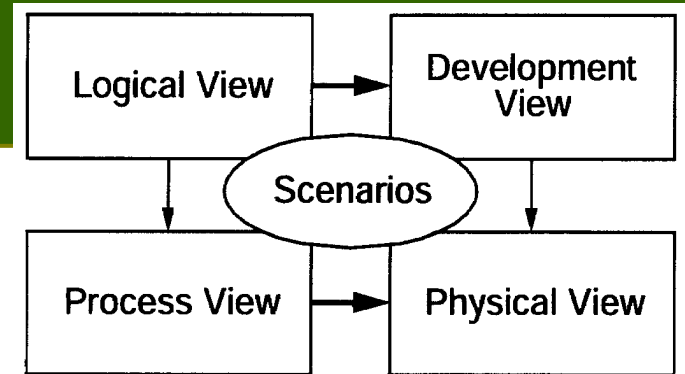 Logical View
Development
View
Scenarios
Process View
Physical View